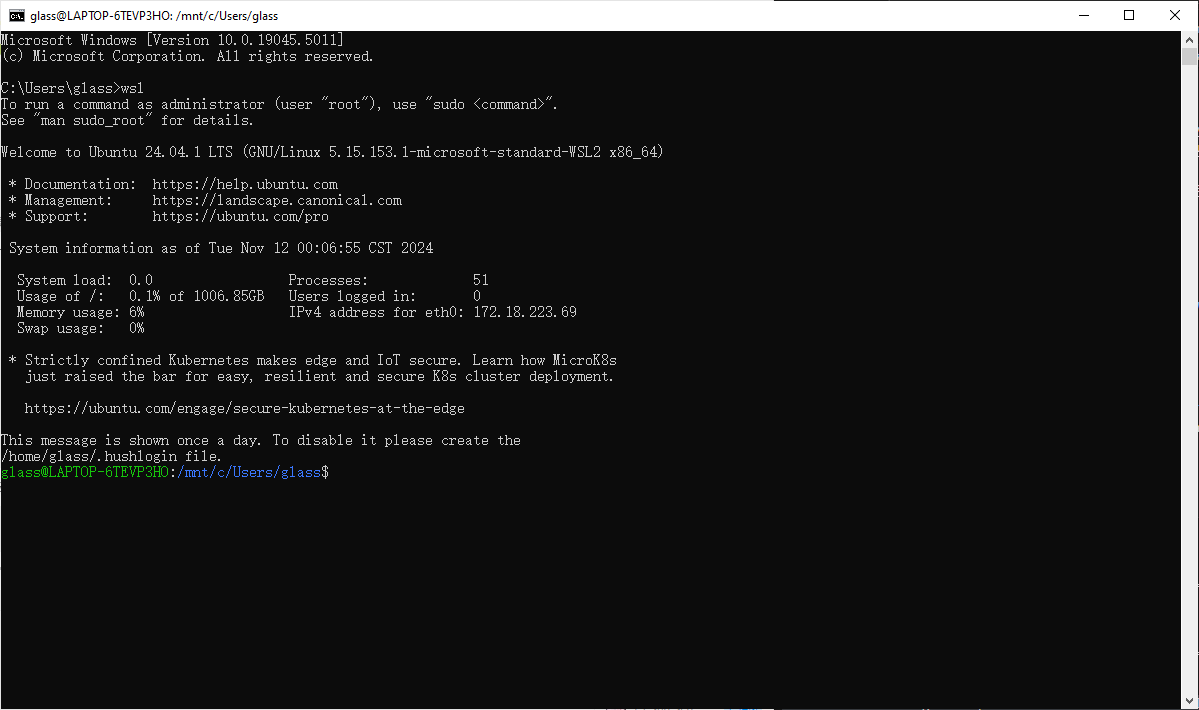 glass@LAPTOP-6TEVP3HO: /mnt/c/Users/glass
Microsoft Windows [Version 10.0.19045.5011]
(c) Microsoft Corporation. All rights reserved.
C:\Users\glass>wsl
To run a command as administrator (user "root"), use "sudo <command>".
See "man sudo_root" for details.
Welcome to Ubuntu 24.04.1 LTS (GNU/Linux 5.15.153.1-microsoft-standard-WSL2 x86_64)
* Documentation:  https://help.ubuntu.com
* Management:     https://landscape.canonical.com
* Support:        https://ubuntu.com/pro
System information as of Tue Nov 12 00:06:55 CST 2024
System load:  0.0                 Processes:             51
Usage of /:   0.1% of 1006.85GB   Users logged in:       0
Memory usage: 6%                  IPv4 address for eth0: 172.18.223.69
Swap usage:   0%
* Strictly confined Kubernetes makes edge and IoT secure. Learn how MicroK8s
just raised the bar for easy, resilient and secure K8s cluster deployment.
https://ubuntu.com/engage/secure-kubernetes-at-the-edge
This message is shown once a day. To disable it please create the
/home/glass/.hushlogin file.
glass@LAPTOP-6TEVP3HO:/mnt/c/Users/glass$